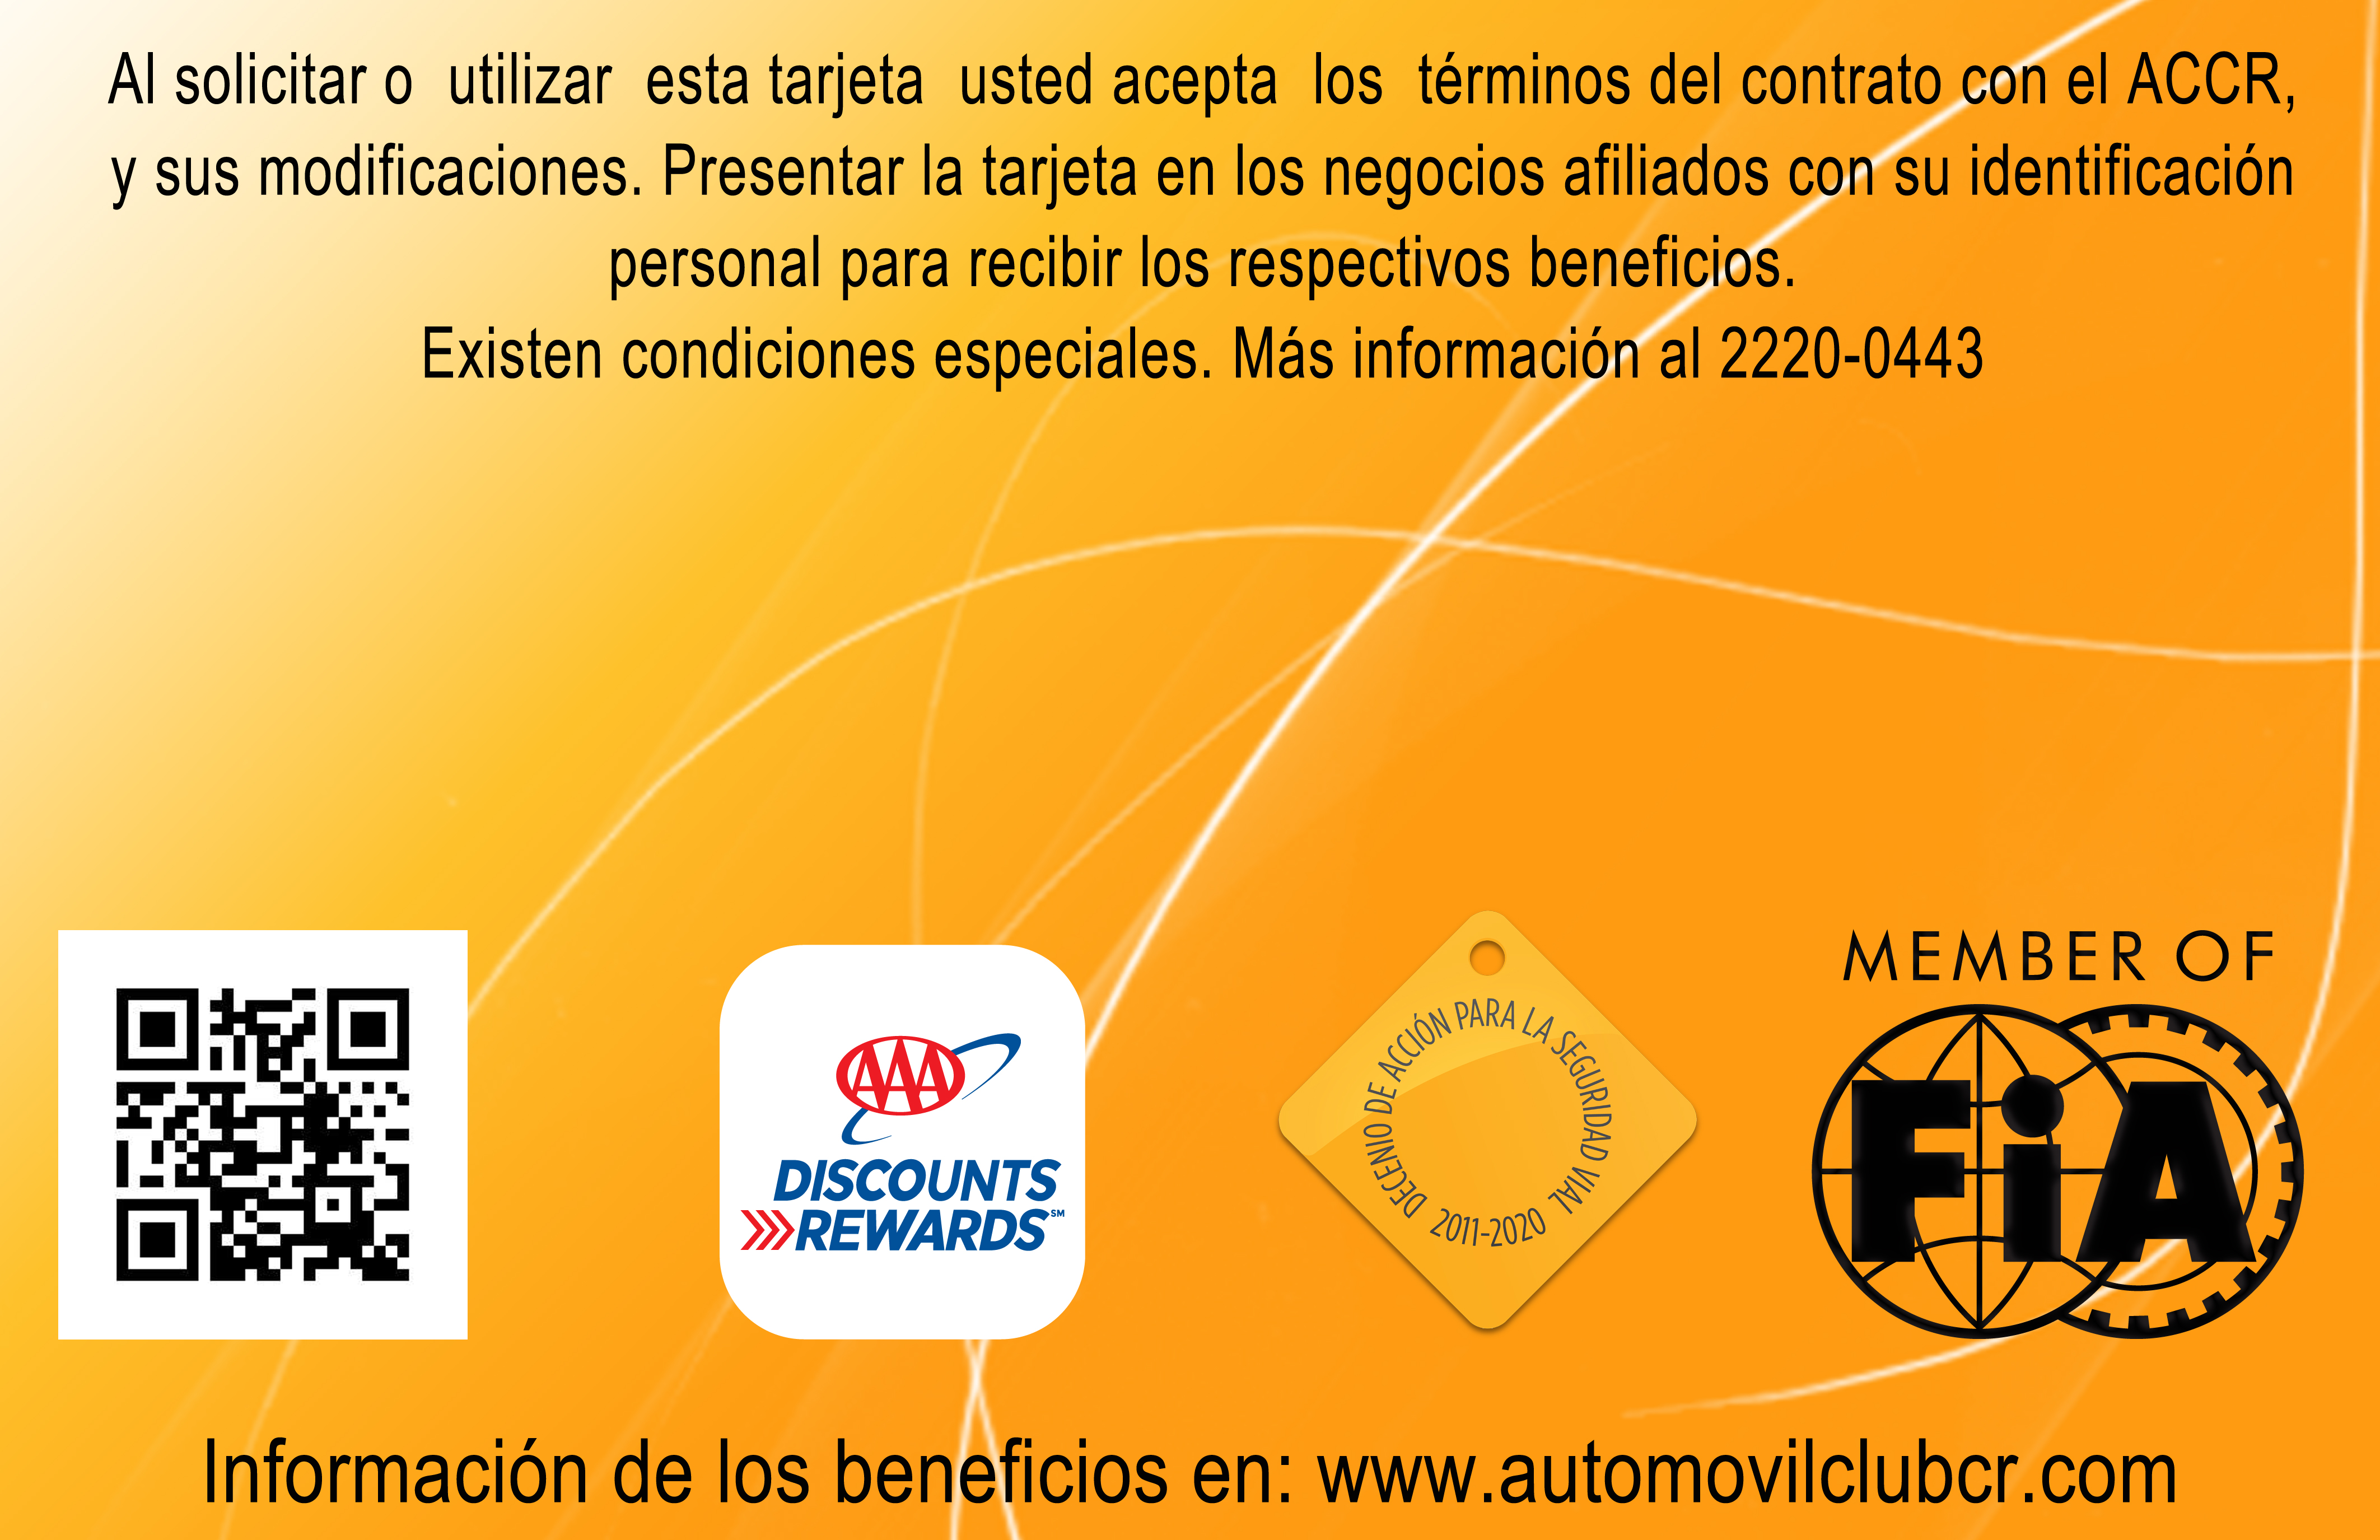 Al solicitar o utilizar esta tarjeta usted acepta los términos del contrato con el ACCR,
y sus modificaciones. Presentar la tarjeta en los negocios afiliados con su identificación
personal para recibir los respectivos beneficios.
Existen condiciones especiales. Más información al 2220-0443
AAA
DISCOUNTS
REWARDS℠
DECENIO DE ACCIÓN PARA LA SEGURIDAD VIAL
2011-2020
MEMBER OF
FiA
Información de los beneficios en: www.automovilclubcr.com